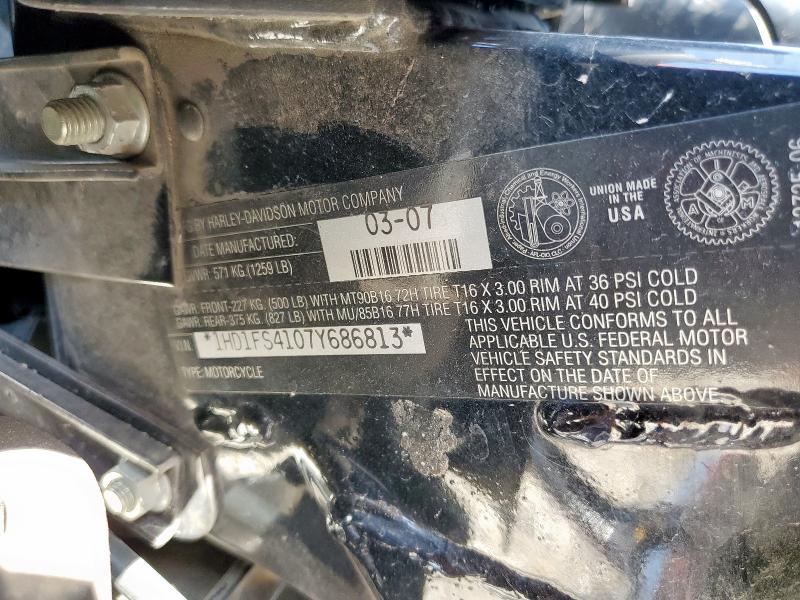 BY HARLEY-DAVIDSON MOTOR COMPANY
DATE MANUFACTURED:
03-07
GVWR: 571 KG. (1259 LB)
UNION MADE
IN THE
USA
GAWR: FRONT-227 KG. (500 LB) WITH MT90B16 72H TIRE T16 X 3.00 RIM AT 36 PSI COLD
GAWR: REAR-375 KG. (827 LB) WITH MU/85B16 77H TIRE T16 X 3.00 RIM AT 40 PSI COLD
V.I.N. *1HD1FS4107Y686813*
TYPE: MOTORCYCLE
THIS VEHICLE CONFORMS TO ALL
APPLICABLE U.S. FEDERAL MOTOR
VEHICLE SAFETY STANDARDS IN
EFFECT ON THE DATE OF
MANUFACTURE SHOWN ABOVE